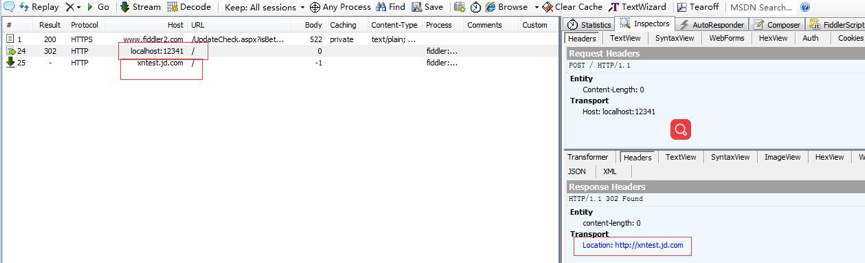 Replay X Go Stream Decode Keep: All sessions Any Process Find Save Browse Clear Cache TextWizard Tearoff MSDN Search...
# Result Protocol Host URL Body Caching Content-Type Process Comments Custom
1 200 HTTPS www.fiddler2.com /UpdateCheck.aspx?isBet... 522 private text/plain; ...
24 302 HTTP localhost:12341 / 0 fiddler:...
25 - HTTP xntest.jd.com / -1 fiddler:...
Statistics Inspectors AutoResponder Composer FiddlerScript
Headers TextView SyntaxView WebForms HexView Auth Cookies
Request Headers
POST / HTTP/1.1
Entity
Content-Length: 0
Transport
Host: localhost:12341
Transformer Headers TextView SyntaxView ImageView HexView
JSON XML
Response Headers
HTTP/1.1 302 Found
Entity
content-length: 0
Transport
Location: http://xntest.jd.com